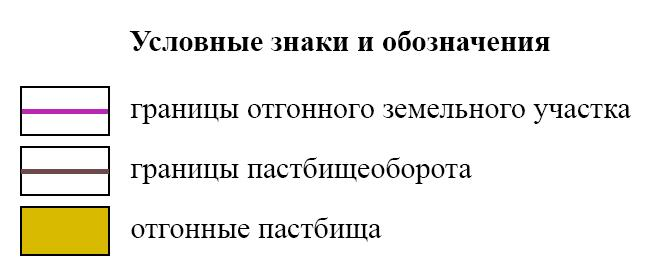 Условные знаки и обозначения
границы отгонного земельного участка
границы пастбищеоборота
отгонные пастбища